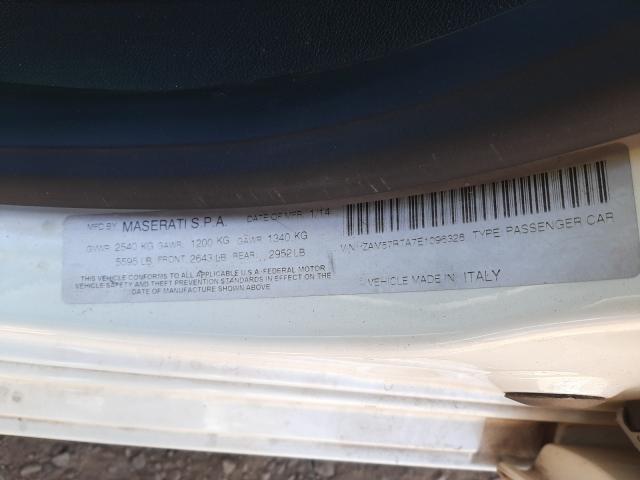 MFD BY MASERATI S.P.A. DATE OF MFR 1/14
GVWR 2540 KG GAWR 1200 KG GAWR 1340 KG
5595 LB FRONT 2643 LB REAR 2952 LB
THIS VEHICLE CONFORMS TO ALL APPLICABLE U.S.A-FEDERAL MOTOR
VEHICLE SAFETY AND THEFT PREVENTION STANDARDS IN EFFECT ON THE
DATE OF MANUFACTURE SHOWN ABOVE
VIN: ZAM57RTA7E1096328 TYPE PASSENGER CAR
VEHICLE MADE IN ITALY